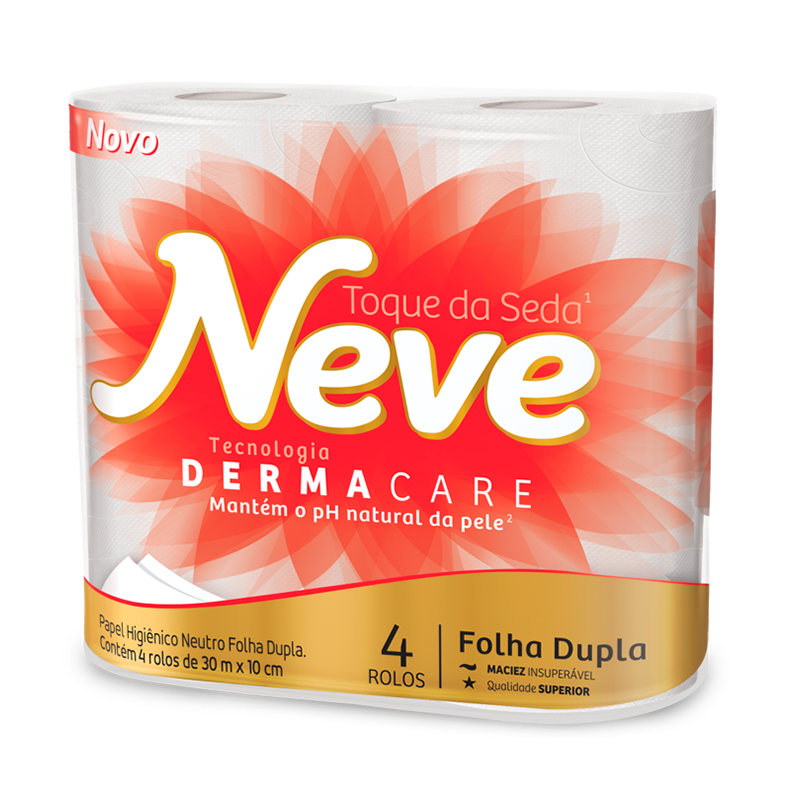 Novo
Toque da Seda¹
Neve
Tecnologia
DERMACARE
Mantém o pH natural da pele²
Papel Higiênico Neutro Folha Dupla.
Contém 4 rolos de 30 m x 10 cm
4
ROLOS
Folha Dupla
MACIEZ INSUPERÁVEL
Qualidade SUPERIOR